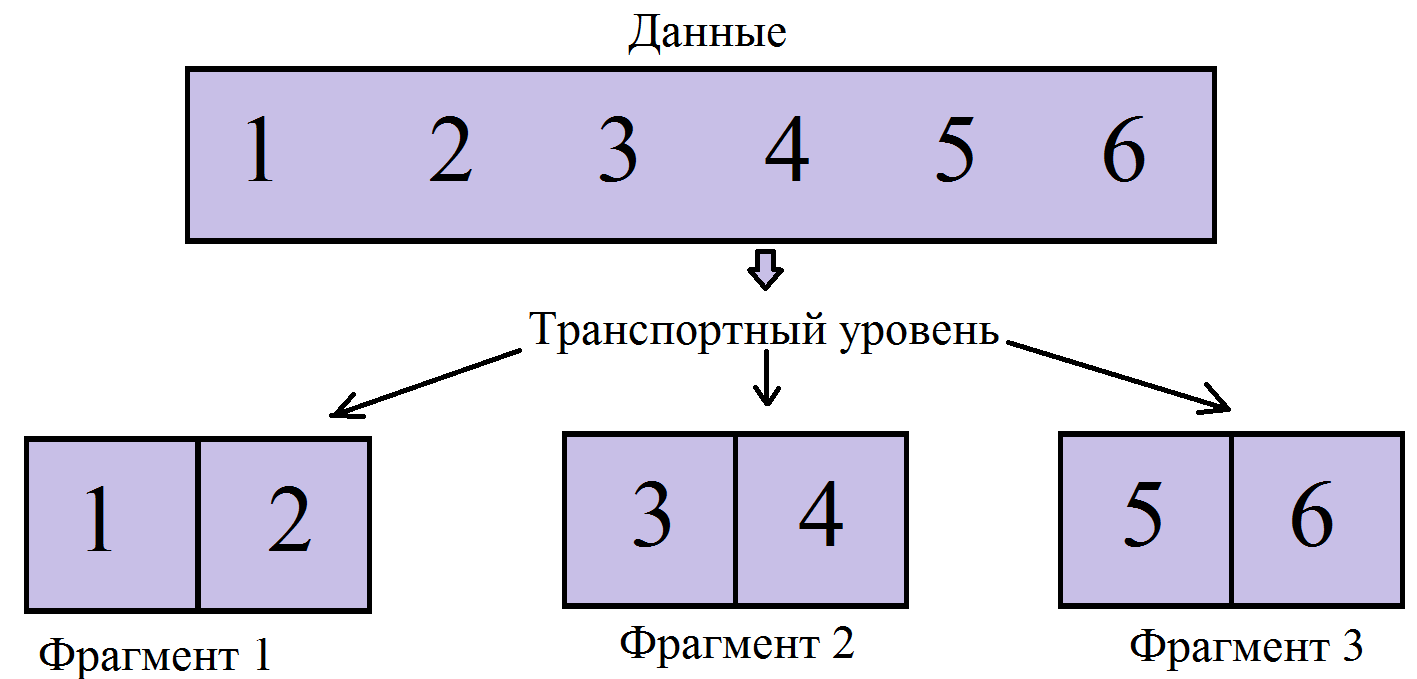 Данные
1 2 3 4 5 6
Транспортный уровень
1 2 3 4 5 6
Фрагмент 1 Фрагмент 2 Фрагмент 3